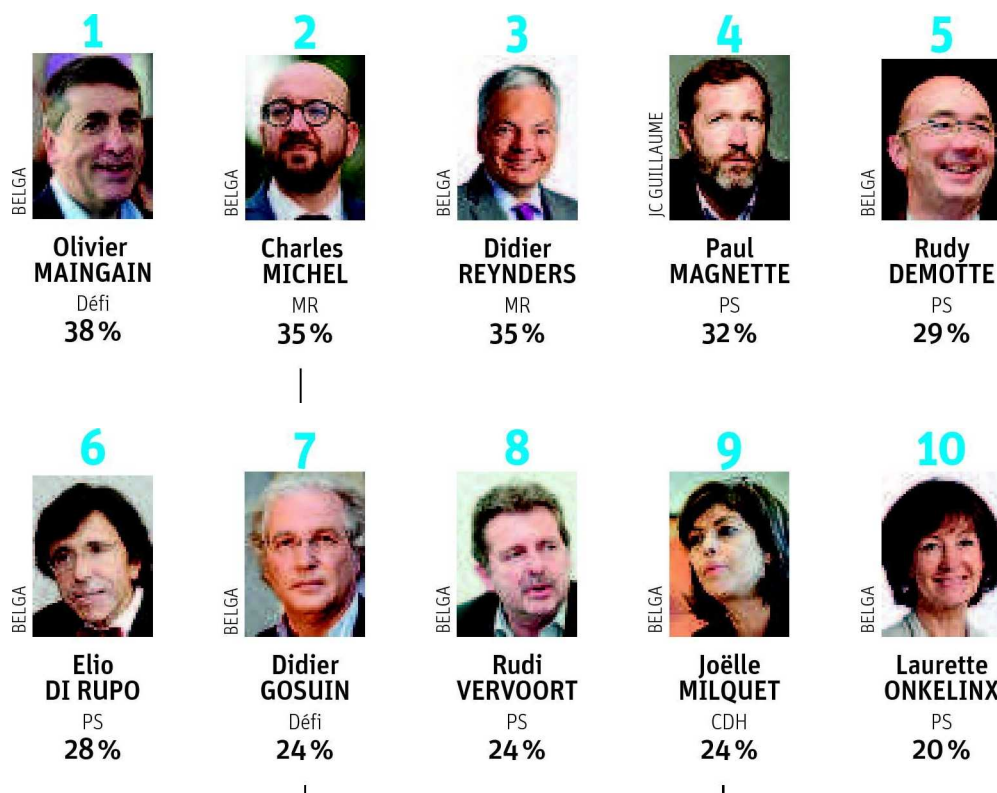 1
2
3
4
5
BELGA
BELGA
BELGA
JC GUILLAUME
BELGA
Olivier
MAINGAIN
Défi
38 %
Charles
MICHEL
MR
35 %
Didier
REYNDERS
MR
35 %
Paul
MAGNETTE
PS
32 %
Rudy
DEMOTTE
PS
29 %
6
7
8
9
10
BELGA
BELGA
BELGA
BELGA
BELGA
Elio
DI RUPO
PS
28 %
Didier
GOSUIN
Défi
24 %
Rudi
VERVOORT
PS
24 %
Joëlle
MILQUET
CDH
24 %
Laurette
ONKELINX
PS
20 %